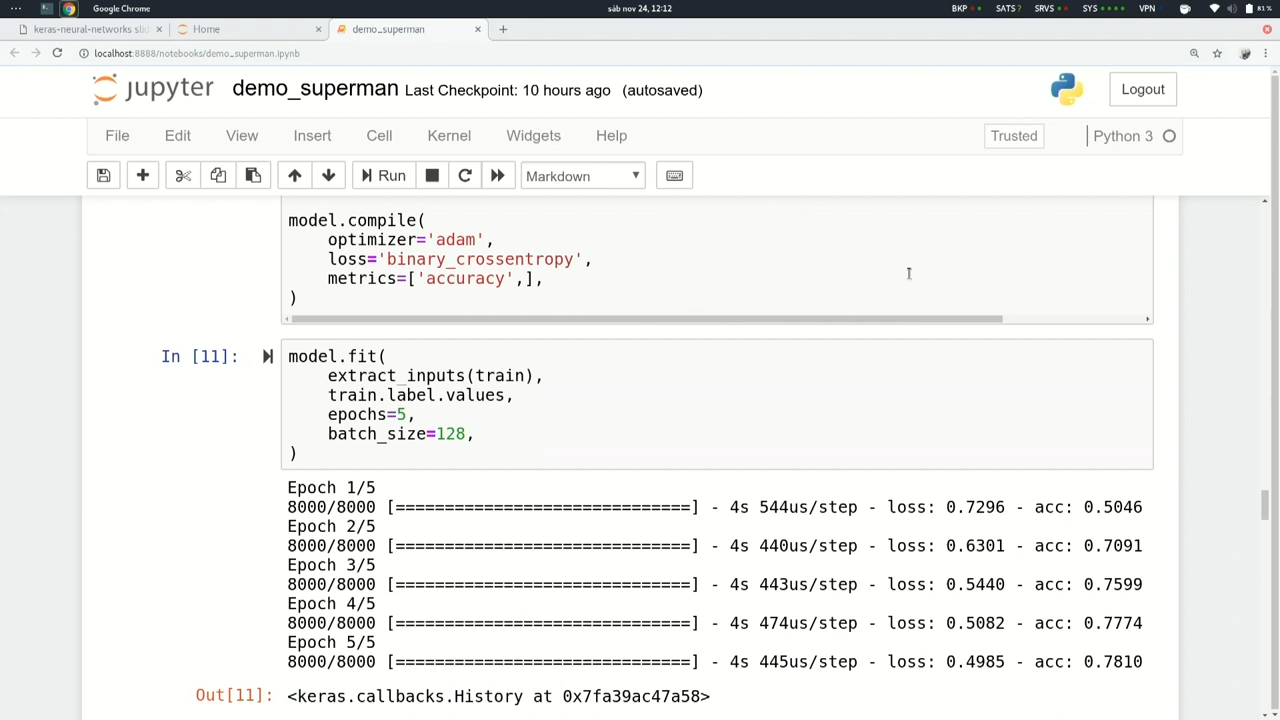 Google Chrome
sáb nov 24, 12:12
BKP
SATS?
SRVS
SYS
VPN
81 %
keras-neural-networks slid
Home
demo_superman
localhost:8888/notebooks/demo_superman.ipynb
jupyter
demo_superman
Last Checkpoint: 10 hours ago (autosaved)
Logout
File Edit View Insert Cell Kernel Widgets Help
Trusted
Python 3
Run
Markdown
model.compile(
    optimizer='adam',
    loss='binary_crossentropy',
    metrics=['accuracy',],
)
In [11]:
model.fit(
    extract_inputs(train),
    train.label.values,
    epochs=5,
    batch_size=128,
)
Epoch 1/5
8000/8000 [==============================] - 4s 544us/step - loss: 0.7296 - acc: 0.5046
Epoch 2/5
8000/8000 [==============================] - 4s 440us/step - loss: 0.6301 - acc: 0.7091
Epoch 3/5
8000/8000 [==============================] - 4s 443us/step - loss: 0.5440 - acc: 0.7599
Epoch 4/5
8000/8000 [==============================] - 4s 474us/step - loss: 0.5082 - acc: 0.7774
Epoch 5/5
8000/8000 [==============================] - 4s 445us/step - loss: 0.4985 - acc: 0.7810
Out[11]: <keras.callbacks.History at 0x7fa39ac47a58>